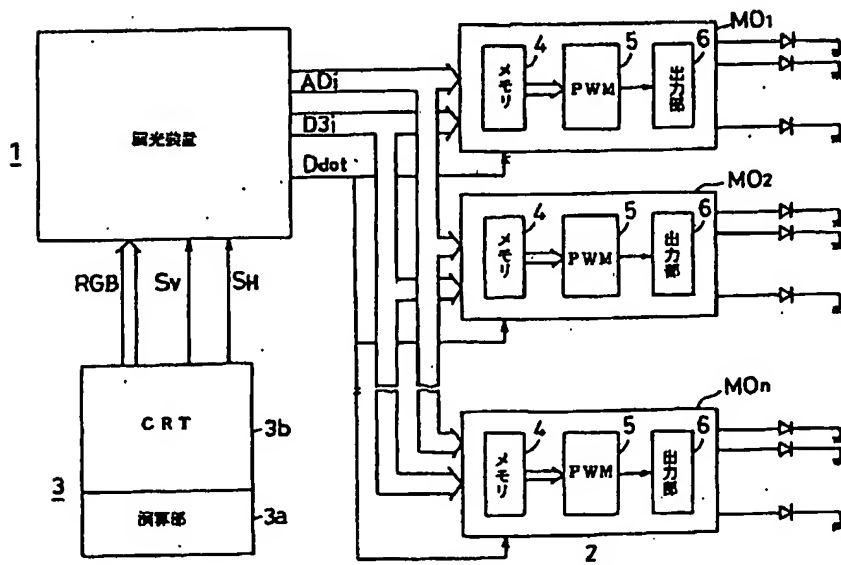 1
調光装置
ADi
D3i
Ddot
RGB
SV
SH
CRT
3b
3
演算部
3a
MO1
4
5
6
メモリ
PWM
出力部
MO2
4
5
6
メモリ
PWM
出力部
MOn
4
5
6
メモリ
PWM
出力部
2